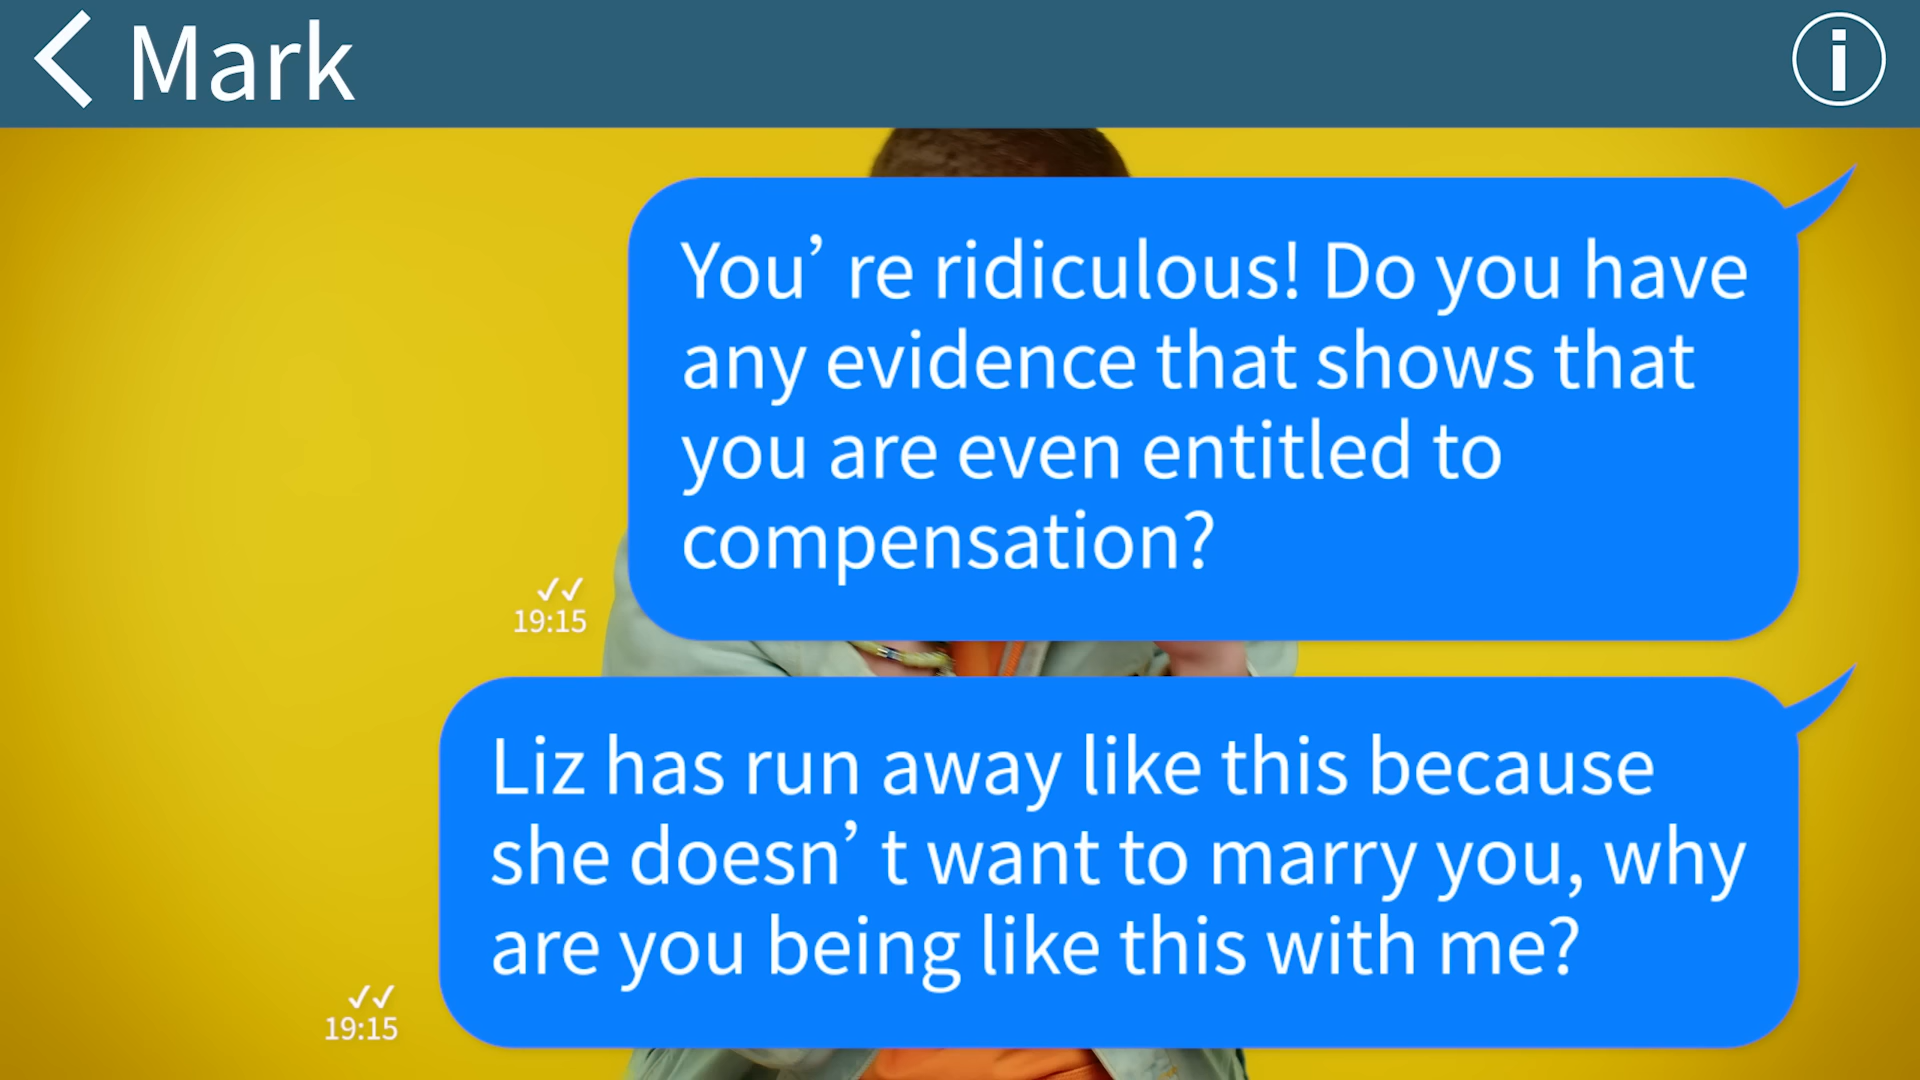 Mark
You’ re ridiculous! Do you have
any evidence that shows that
you are even entitled to
compensation?
19:15
Liz has run away like this because
she doesn’ t want to marry you, why
are you being like this with me?
19:15